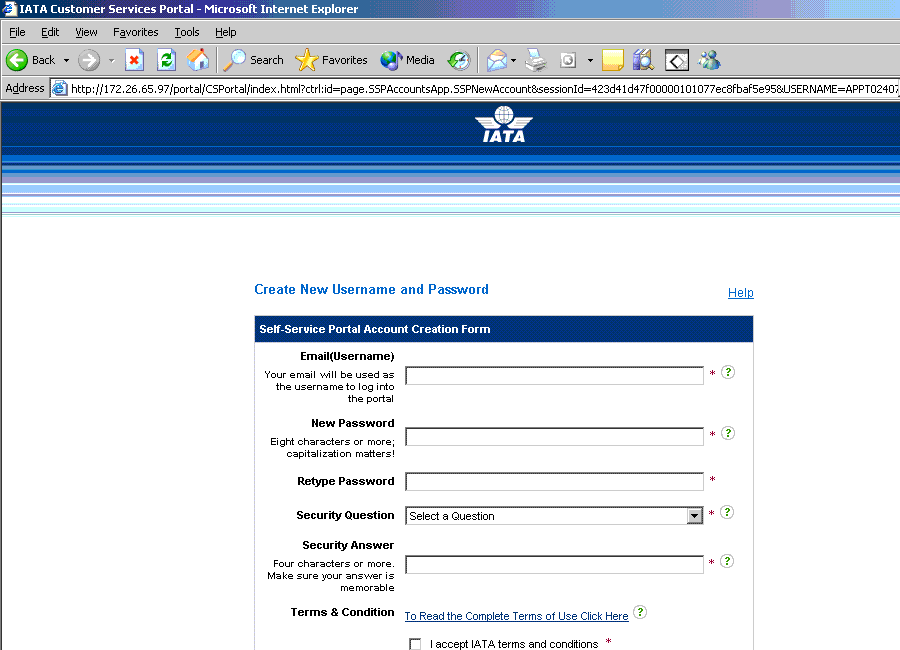 IATA Customer Services Portal - Microsoft Internet Explorer
File Edit View Favorites Tools Help
Back Search Favorites Media
Address http://172.26.65.97/portal/CSPortal/index.html?ctrl:id=page.SSPAccountsApp.SSPNewAccount&sessionId=423d41d47f00000101077ec8fbaf5e95&USERNAME=APPT02407
IATA
Create New Username and Password
Help
Self-Service Portal Account Creation Form
Email(Username)
Your email will be used as
the username to log into
the portal
* ?
New Password
Eight characters or more;
capitalization matters!
* ?
Retype Password *
Security Question Select a Question * ?
Security Answer
Four characters or more.
Make sure your answer is
memorable
* ?
Terms & Condition To Read the Complete Terms of Use Click Here ?
I accept IATA terms and conditions *